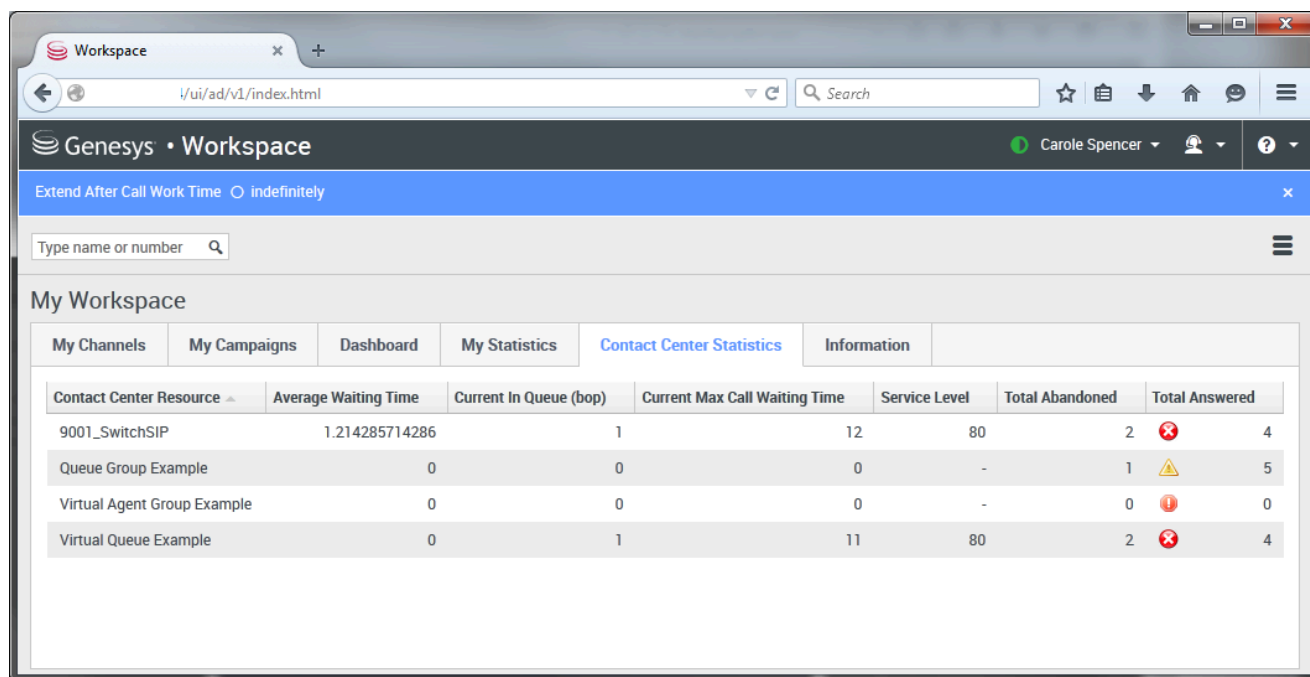 Workspace
/ui/ad/v1/index.html
Search
Genesys • Workspace
Carole Spencer
Extend After Call Work Time indefinitely
Type name or number
My Workspace
My Channels My Campaigns Dashboard My Statistics Contact Center Statistics Information
Contact Center Resource Average Waiting Time Current In Queue (bop) Current Max Call Waiting Time Service Level Total Abandoned Total Answered
9001_SwitchSIP 1.214285714286 1 12 80 2 4
Queue Group Example 0 0 0 - 1 5
Virtual Agent Group Example 0 0 0 - 0 0
Virtual Queue Example 0 1 11 80 2 4